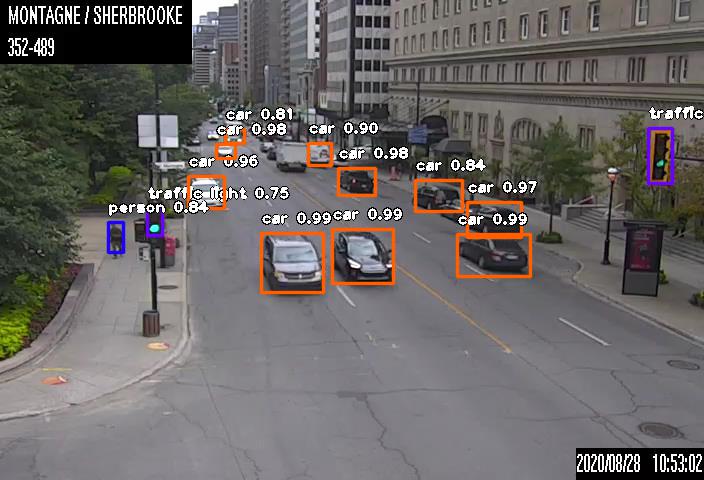 MONTAGNE / SHERBROOKE
352-489
car 0.81
car 0.98
car 0.90
car 0.96
car 0.98
car 0.84
car 0.97
traffic
traffic light 0.75
person 0.84
car 0.99
car 0.99
car 0.99
2020/08/28 10:53:02